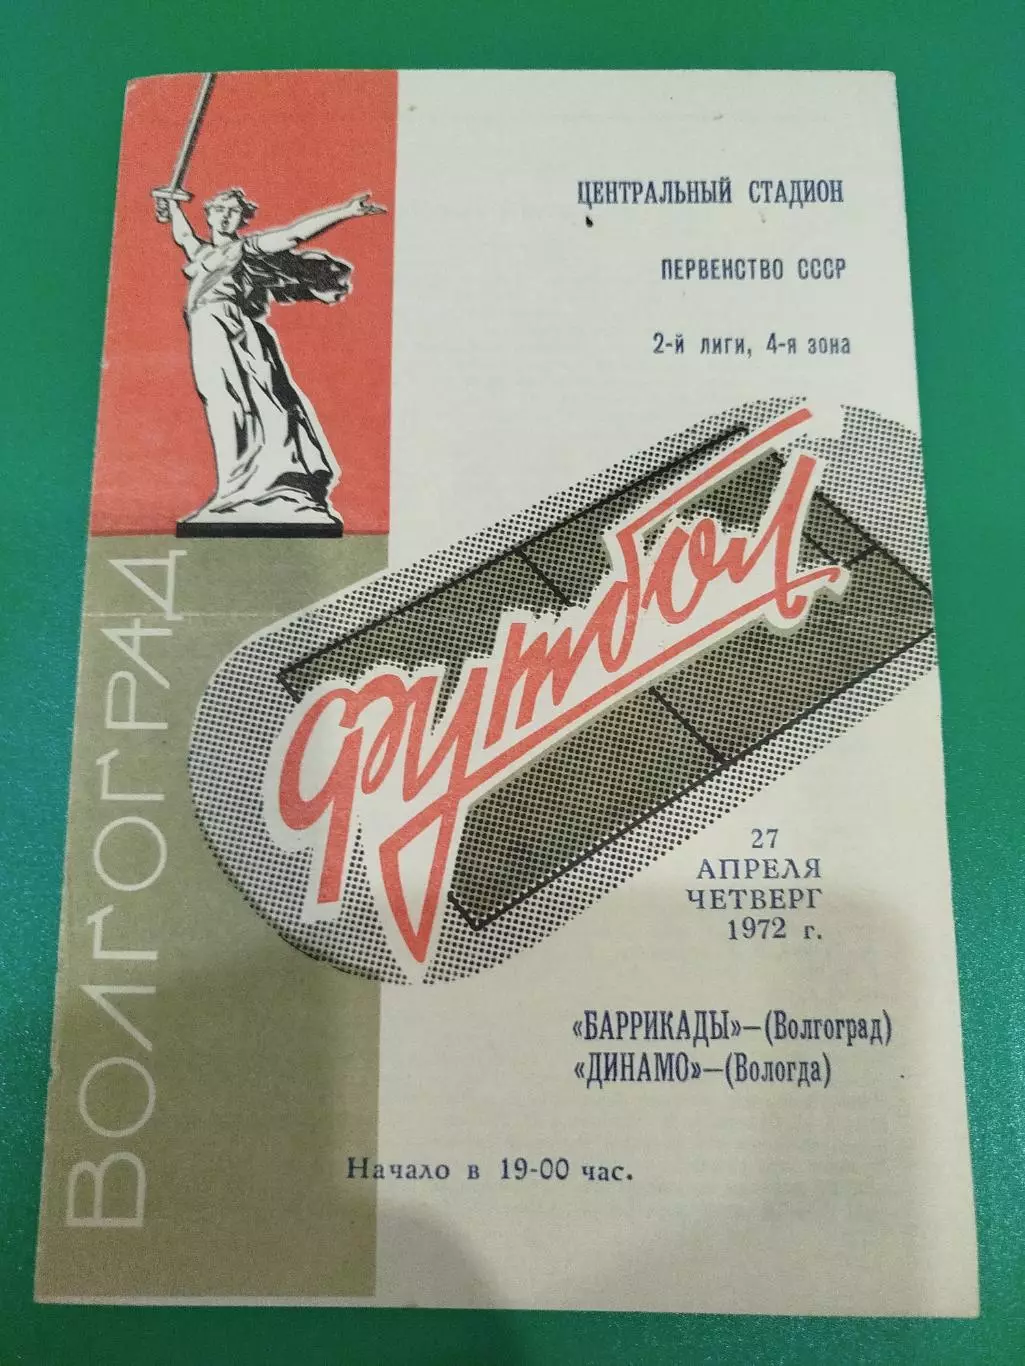 ЦЕНТРАЛЬНЫЙ СТАДИОН
ПЕРВЕНСТВО СССР
2-й лиги, 4-я зона
ВОЛГОГРАД
футбол
27
АПРЕЛЯ
ЧЕТВЕРГ
1972 г.
«БАРРИКАДЫ»—(Волгоград)
«ДИНАМО»—(Вологда)
Начало в 19-00 час.